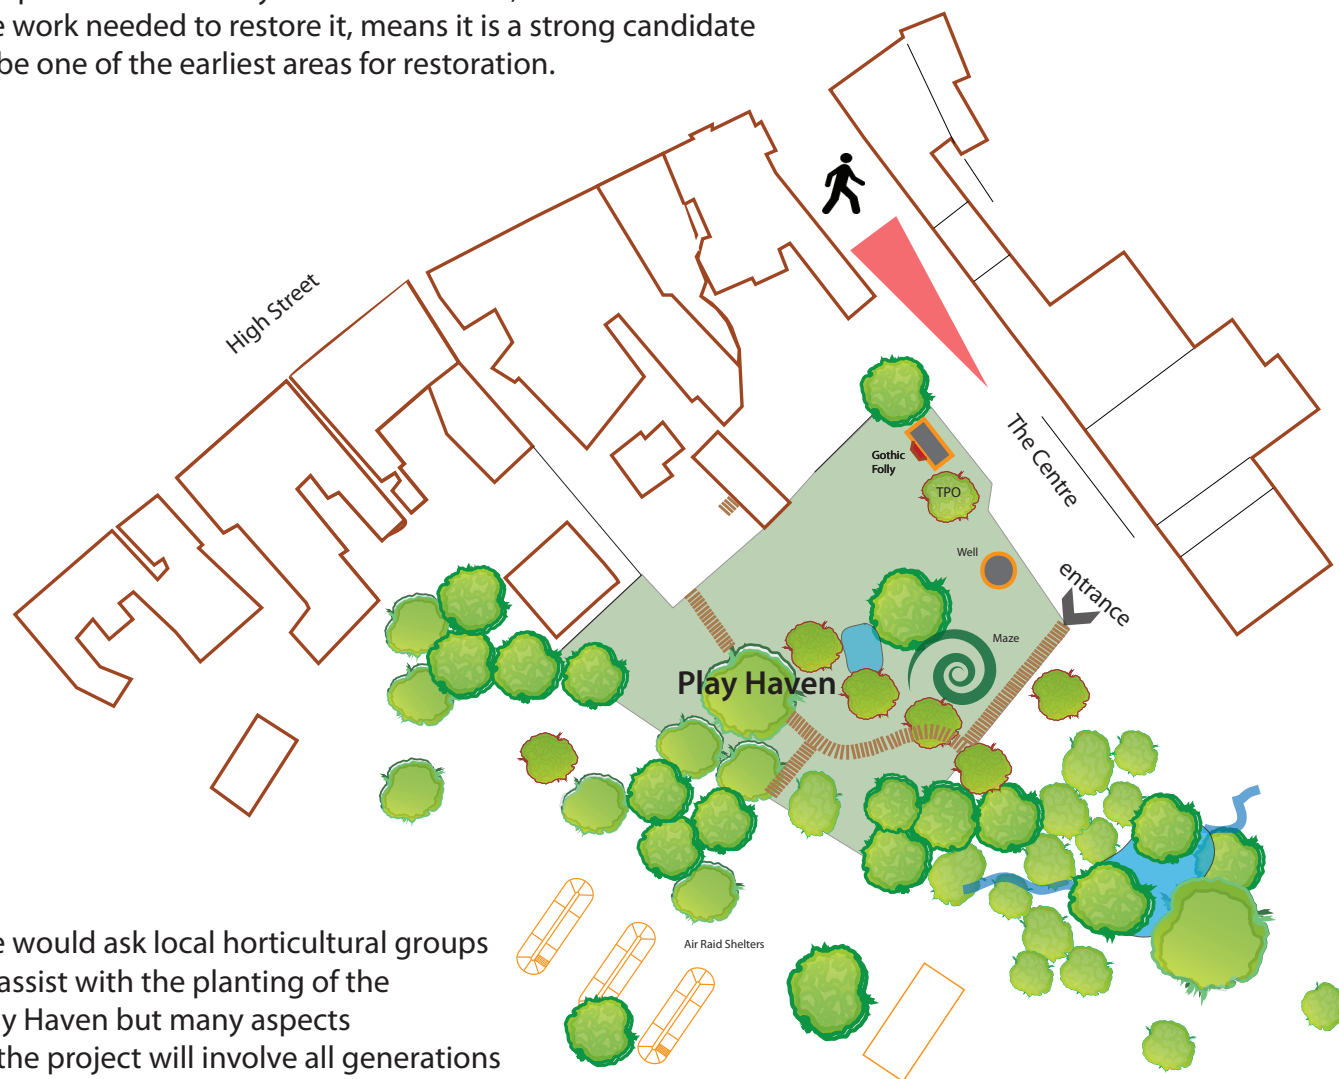 e work needed to restore it, means it is a strong candidate
be one of the earliest areas for restoration.
High Street
The Centre
Gothic
Folly
TPO
Well
entrance
Maze
Play Haven
Air Raid Shelters
e would ask local horticultural groups
assist with the planting of the
y Haven but many aspects
the project will involve all generations